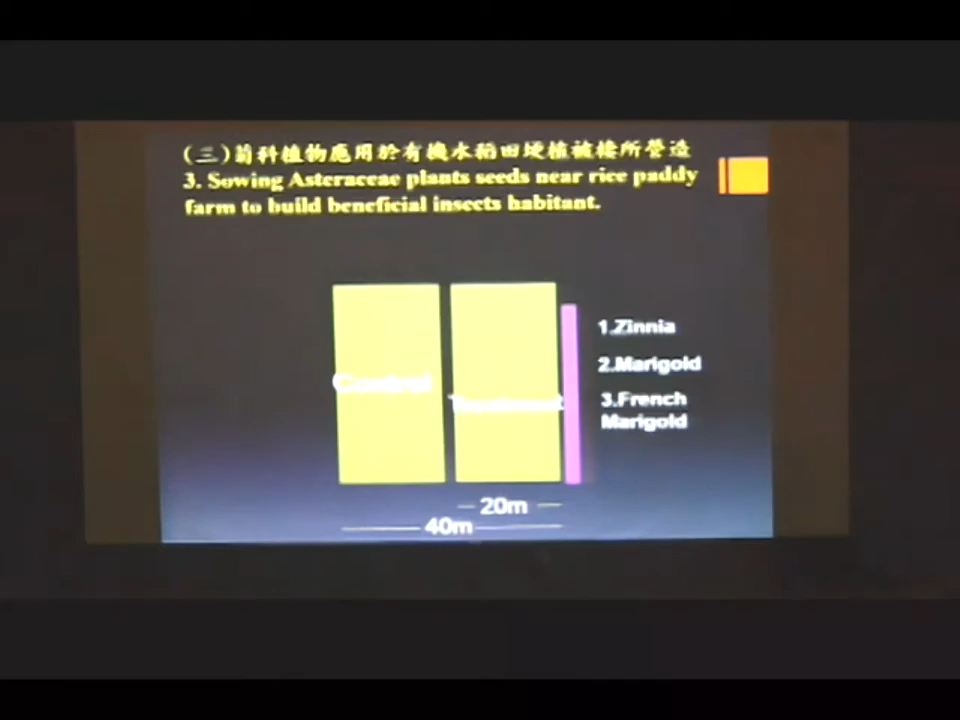 (三)菊科植物應用於有機水稻田埂植被棲所營造
3. Sowing Asteraceae plants seeds near rice paddy
farm to build beneficial insects habitant.
1.Zinnia
Control
2.Marigold
Treatment
3.French
Marigold
20m
40m